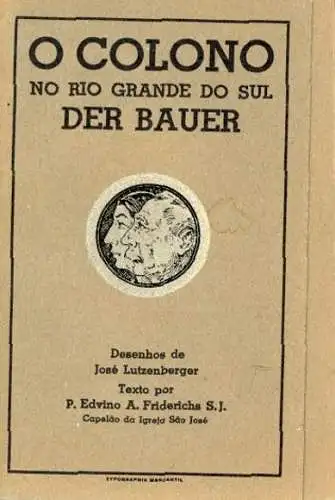 O COLONO
NO RIO GRANDE DO SUL
DER BAUER
Desenhos de
José Lutzenberger
Texto por
P. Edvino A. Friderichs S.J.
Capelão da Igreja São José
TYPOGRAPHIA MERCANTIL